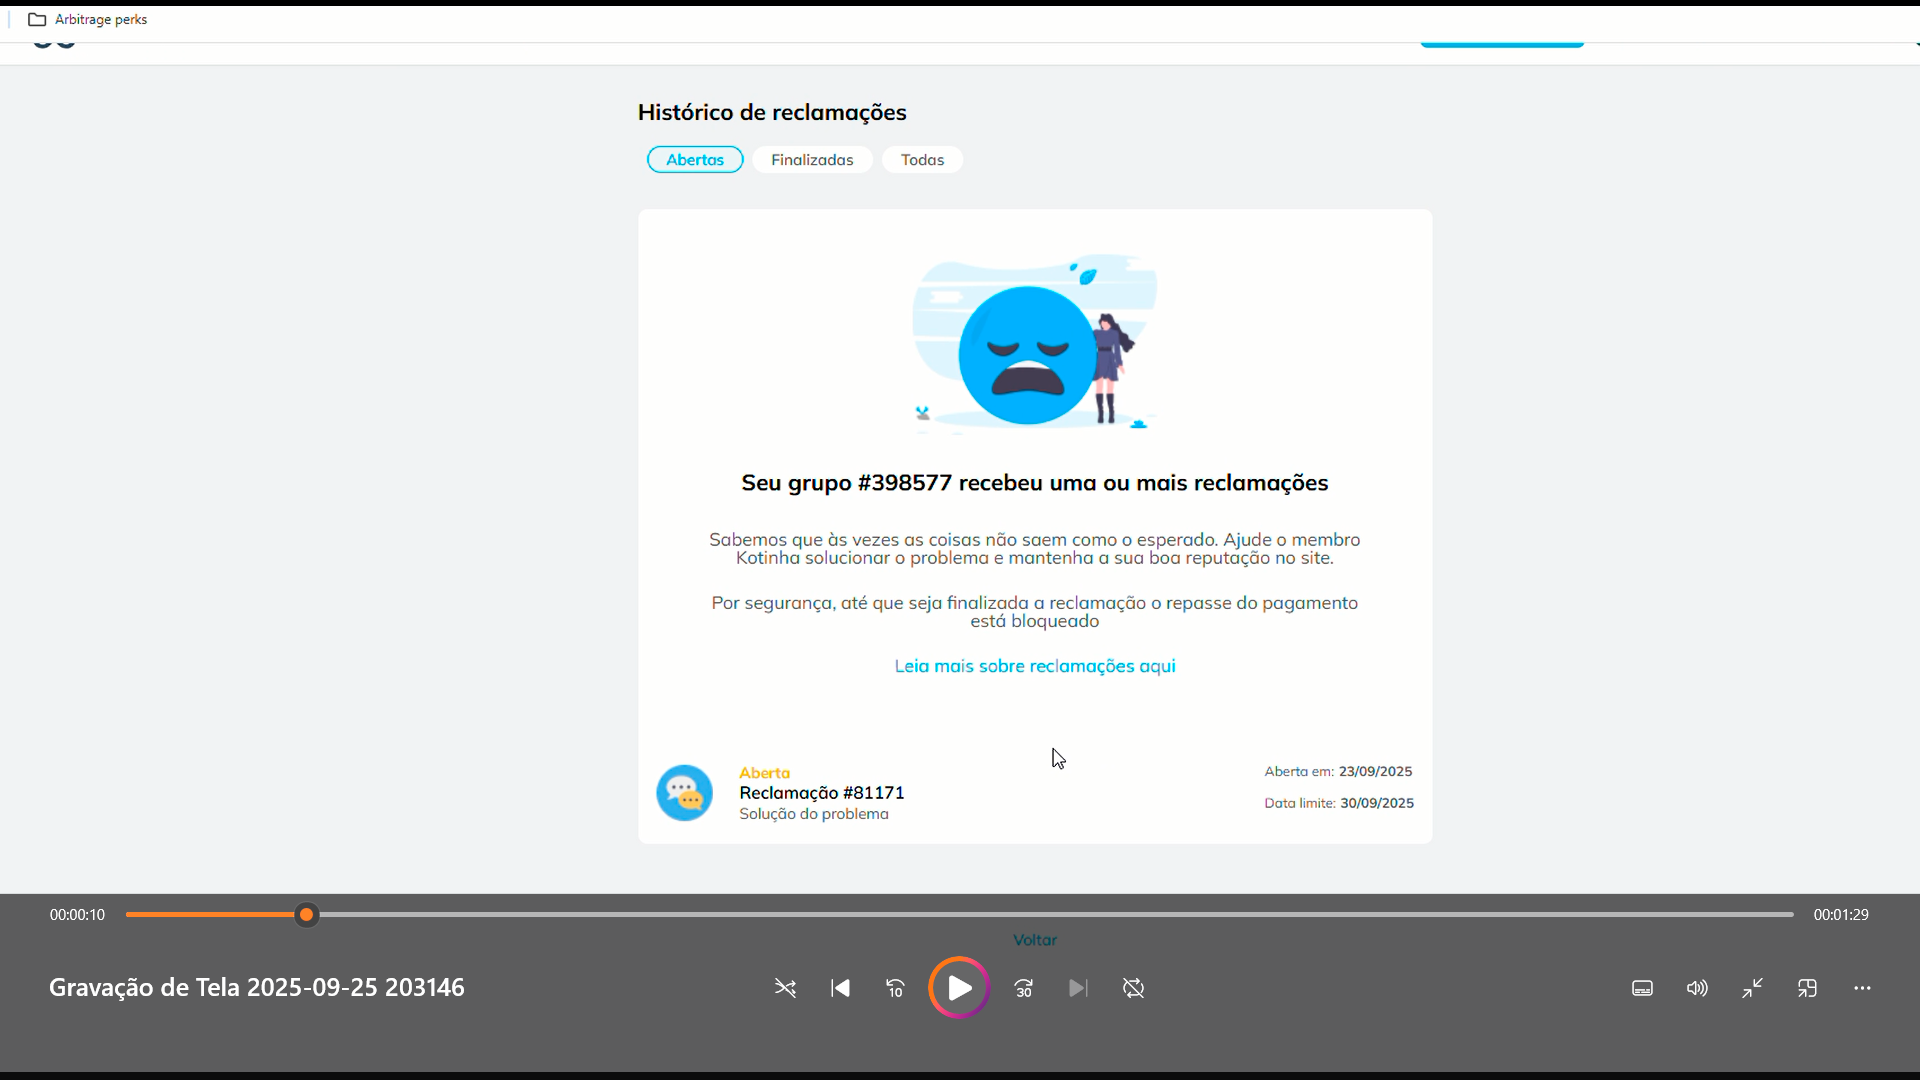 Arbitrage perks
Histórico de reclamações
Abertas
Finalizadas
Todas
Seu grupo #398577 recebeu uma ou mais reclamações
Sabemos que às vezes as coisas não saem como o esperado. Ajude o membro
Kotinha solucionar o problema e mantenha a sua boa reputação no site.
Por segurança, até que seja finalizada a reclamação o repasse do pagamento
está bloqueado
Leia mais sobre reclamações aqui
Aberta
Reclamação #81171
Solução do problema
Aberta em: 23/09/2025
Data limite: 30/09/2025
00:00:10
00:01:29
Voltar
Gravação de Tela 2025-09-25 203146
10
30